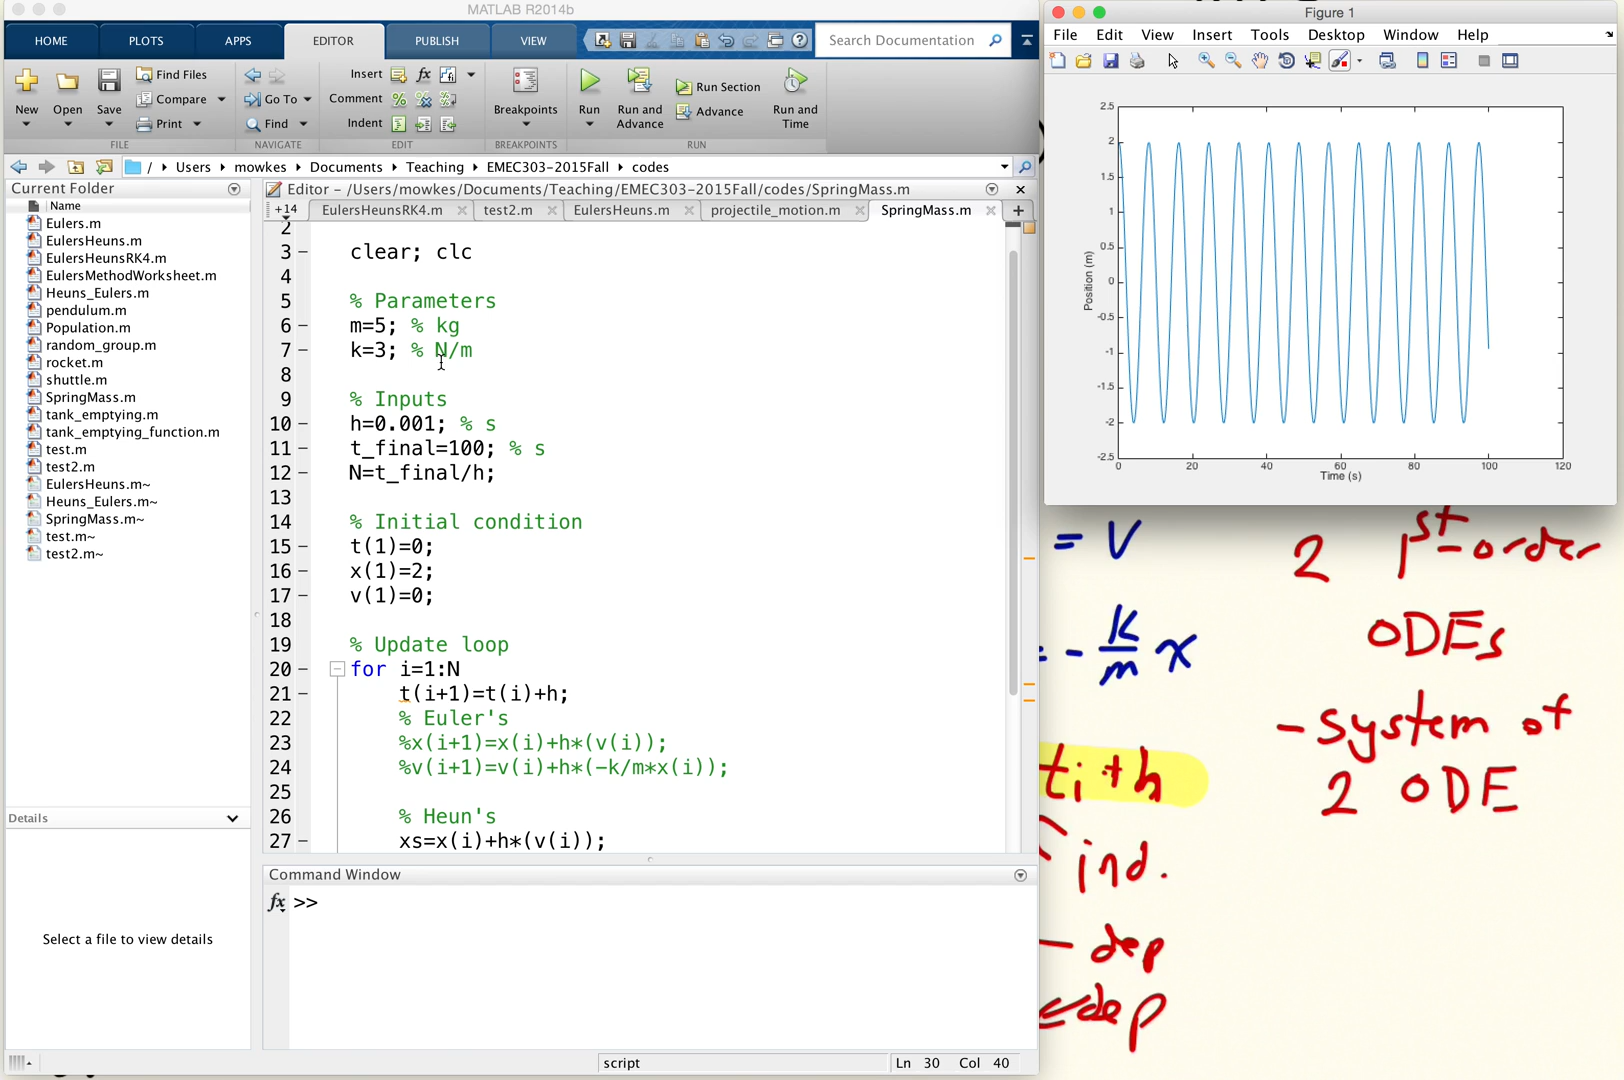 MATLAB R2014b
HOME PLOTS APPS EDITOR PUBLISH VIEW Search Documentation
New Open Save Find Files Compare Print
Go To Find
Insert fx
Comment
Indent
Breakpoints Run Run and Advance Run Section Advance Run and Time
FILE NAVIGATE EDIT BREAKPOINTS RUN
/ Users mowkes Documents Teaching EMEC303-2015Fall codes
Current Folder
Name
Eulers.m
EulersHeuns.m
EulersHeunsRK4.m
EulersMethodWorksheet.m
Heuns_Eulers.m
pendulum.m
Population.m
random_group.m
rocket.m
shuttle.m
SpringMass.m
tank_emptying.m
tank_emptying_function.m
test.m
test2.m
EulersHeuns.m~
Heuns_Eulers.m~
SpringMass.m~
test.m~
test2.m~
Details
Select a file to view details
Editor - /Users/mowkes/Documents/Teaching/EMEC303-2015Fall/codes/SpringMass.m
+14 EulersHeunsRK4.m test2.m EulersHeuns.m projectile_motion.m SpringMass.m
2
3 clear; clc
4
5 % Parameters
6 m=5; % kg
7 k=3; % N/m
8
9 % Inputs
10 h=0.001; % s
11 t_final=100; % s
12 N=t_final/h;
13
14 % Initial condition
15 t(1)=0;
16 x(1)=2;
17 v(1)=0;
18
19 % Update loop
20 for i=1:N
21 t(i+1)=t(i)+h;
22 % Euler's
23 %x(i+1)=x(i)+h*(v(i));
24 %v(i+1)=v(i)+h*(-k/m*x(i));
25
26 % Heun's
27 xs=x(i)+h*(v(i));
Command Window
fx >>
script Ln 30 Col 40
Figure 1
File Edit View Insert Tools Desktop Window Help
2.5
2
1.5
1
0.5
0
-0.5
-1
-1.5
-2
-2.5
Position (m)
0 20 40 60 80 100 120
Time (s)
= V
= - k/m x
ti + h
ind.
- dep
dep
2 1st-order
ODEs
- system of
2 ODE